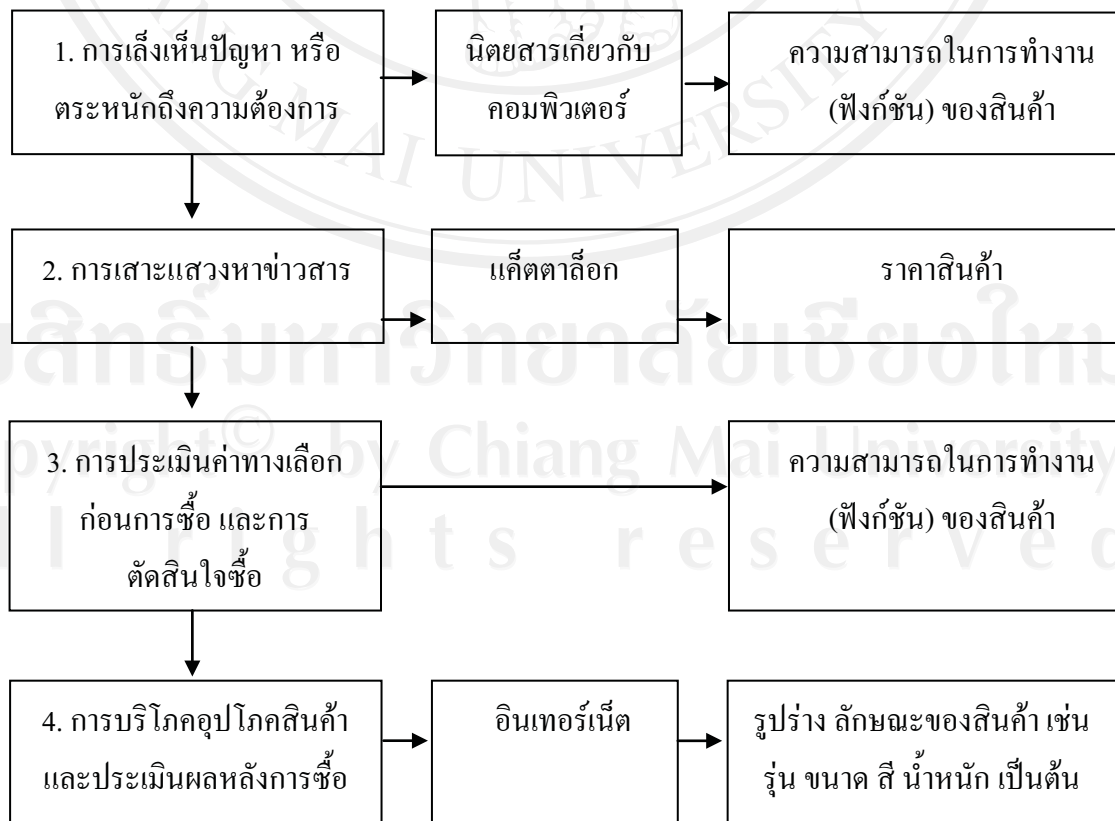 1. การเล็งเห็นปัญหา หรือ
ตระหนักถึงความต้องการ
นิตยสารเกี่ยวกับ
คอมพิวเตอร์
ความสามารถในการทำงาน
(ฟังก์ชัน) ของสินค้า
NG MAI UNIVERSITY
2. การเสาะแสวงหาข่าวสาร
แค็ตตาล็อก
ราคาสินค้า
สิทธิ์มหาวิทยาลัยเชียงใหม
pyright© by Chiang Mai University
3. การประเมินค่าทางเลือก
ก่อนการซื้อ และการ
ตัดสินใจซื้อ
ความสามารถในการทำงาน
(ฟังก์ชัน) ของสินค้า
l rights reserved
4. การบริโภคอุปโภคสินค้า
และประเมินผลหลังการซื้อ
อินเทอร์เน็ต
รูปร่าง ลักษณะของสินค้า เช่น
รุ่น ขนาด สี น้ำหนัก เป็นต้น